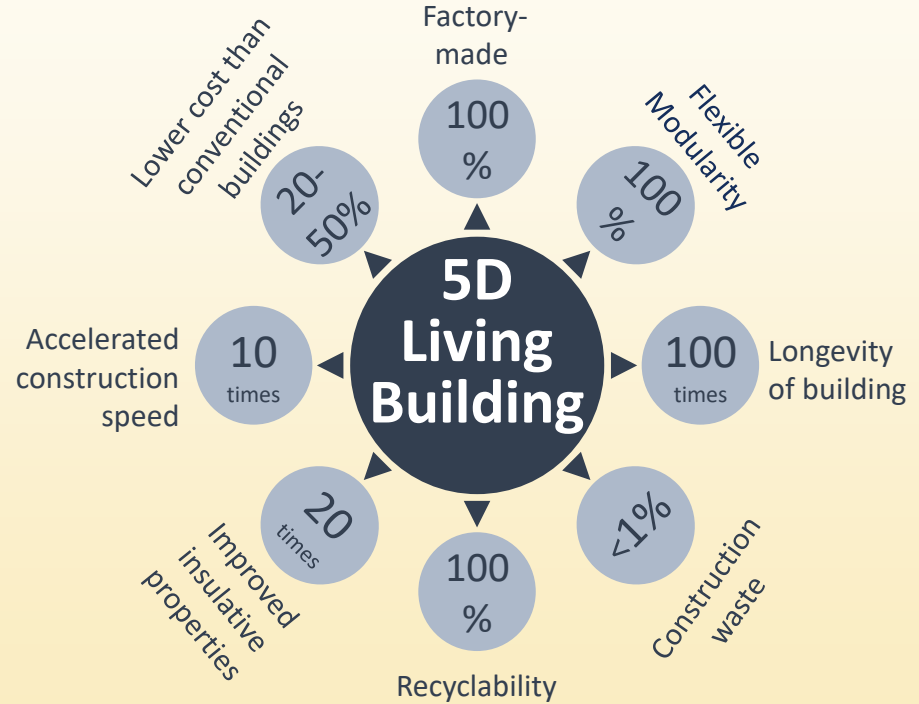 Factory-
made
100
%
Flexible
Modularity
100
%
100
times
Longevity
of building
<1%
Construction
waste
100
%
Recyclability
20
times
Improved
insulative
properties
10
times
Accelerated
construction
speed
20-
50%
Lower cost than
conventional
buildings
5D
Living
Building